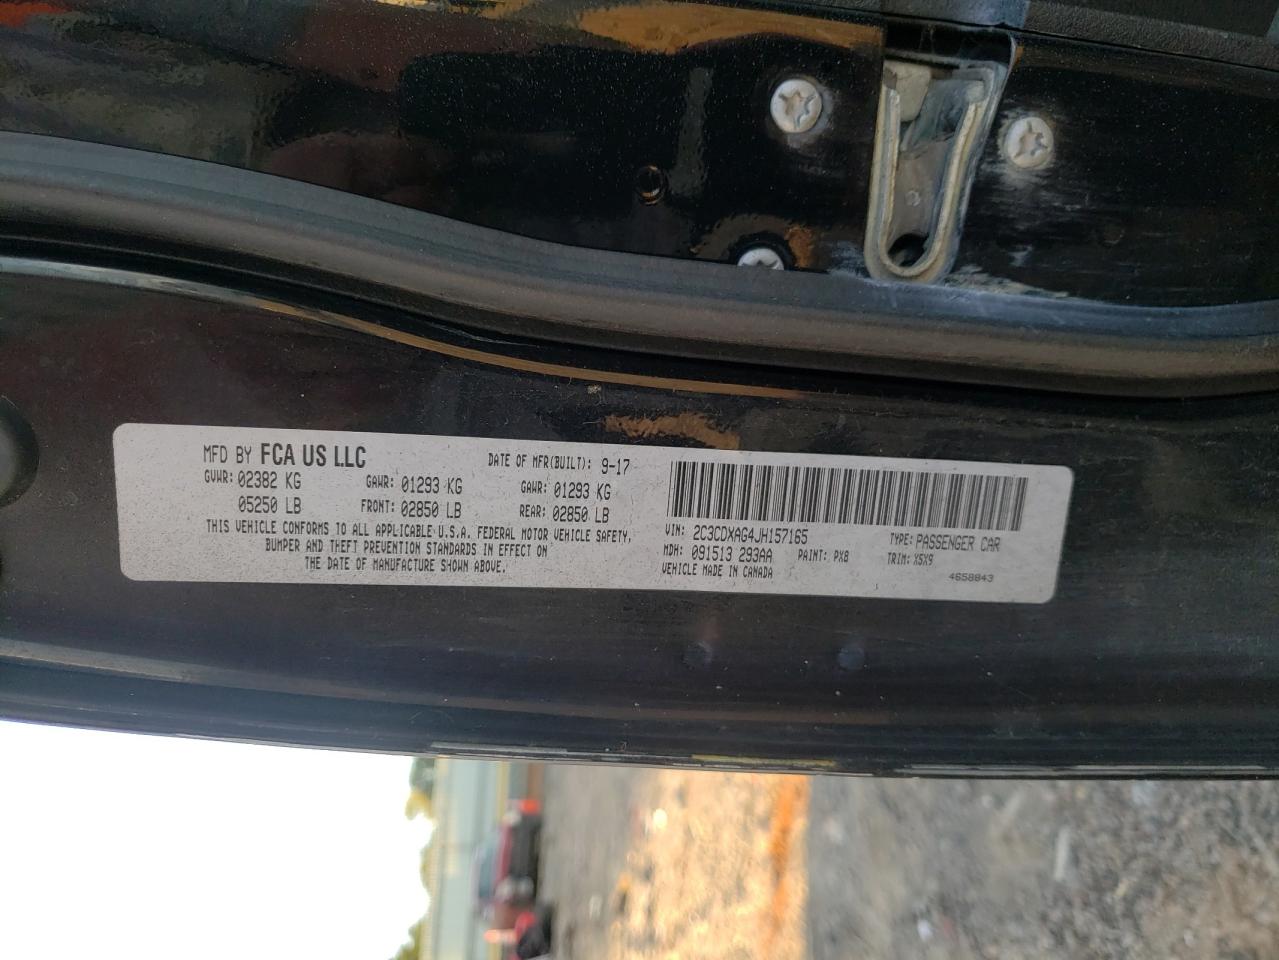 MFD BY FCA US LLC DATE OF MFR(BUILT): 9-17
GVWR: 02382 KG GAWR: 01293 KG GAWR: 01293 KG
05250 LB FRONT: 02850 LB REAR: 02850 LB
THIS VEHICLE CONFORMS TO ALL APPLICABLE U.S.A. FEDERAL MOTOR VEHICLE SAFETY,
BUMPER AND THEFT PREVENTION STANDARDS IN EFFECT ON
THE DATE OF MANUFACTURE SHOWN ABOVE.
VIN: 2C3CDXAG4JH157165 TYPE: PASSENGER CAR
MDH: 091513 293AA PAINT: PX8 TRIM: X5X9
VEHICLE MADE IN CANADA 4658843